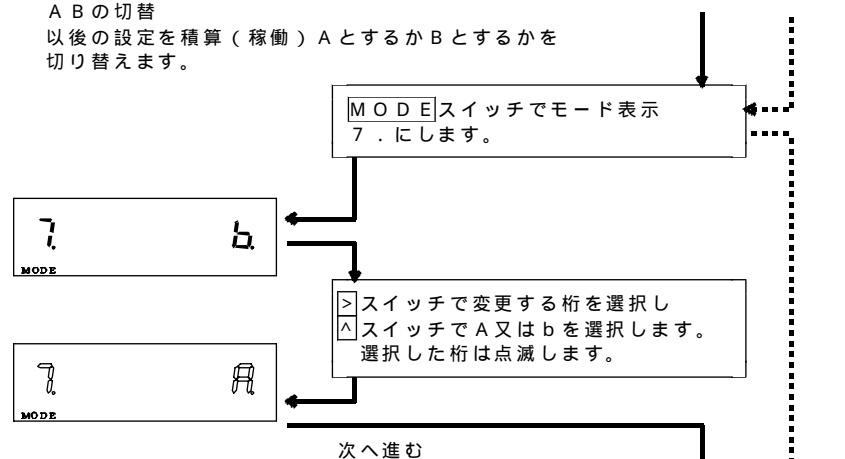 ＡＢの切替
以後の設定を積算（稼働）ＡとするかＢとするかを
切り替えます。
ＭＯＤＥスイッチでモード表示
７．にします。
7. b.
MODE
>スイッチで変更する桁を選択し
^スイッチでＡ又はｂを選択します。
選択した桁は点滅します。
7. A.
MODE
次へ進む